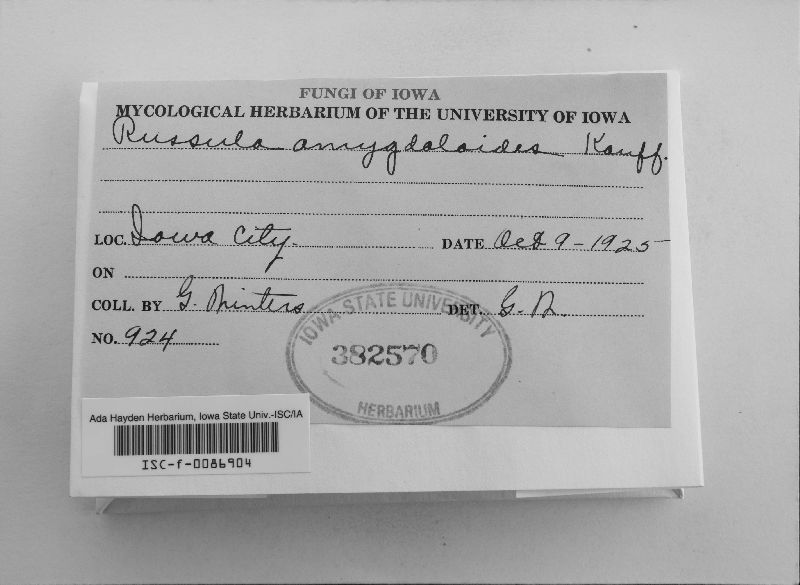 FUNGI OF IOWA
MYCOLOGICAL HERBARIUM OF THE UNIVERSITY OF IOWA
Russula amygdaloides Kauff.
LOC. Iowa City. DATE Oct 9-1925
ON
COLL. BY G. DET. G.
NO. 924
IOWA STATE UNIVERSITY
382570
HERBARIUM
Ada Hayden Herbarium, Iowa State Univ.-ISC/IA
ISC-f-0086904